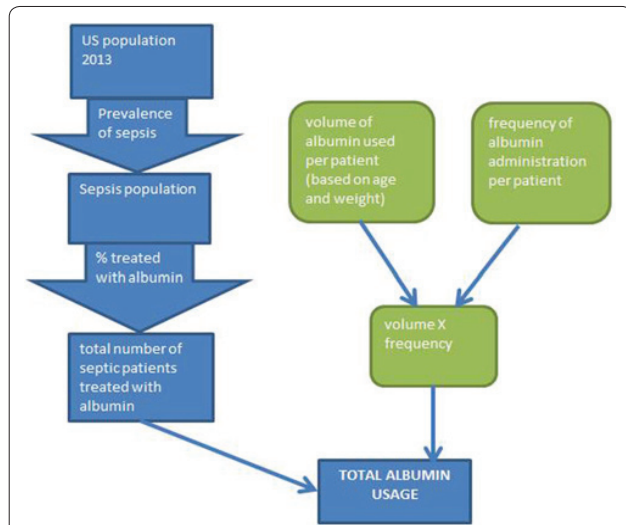 US population
2013
Prevalence
of sepsis
Sepsis population
% treated
with albumin
total number of
septic patients
treated with
albumin
volume of
albumin used
per patient
(based on age
and weight)
frequency of
albumin
administration
per patient
volume X
frequency
TOTAL ALBUMIN
USAGE